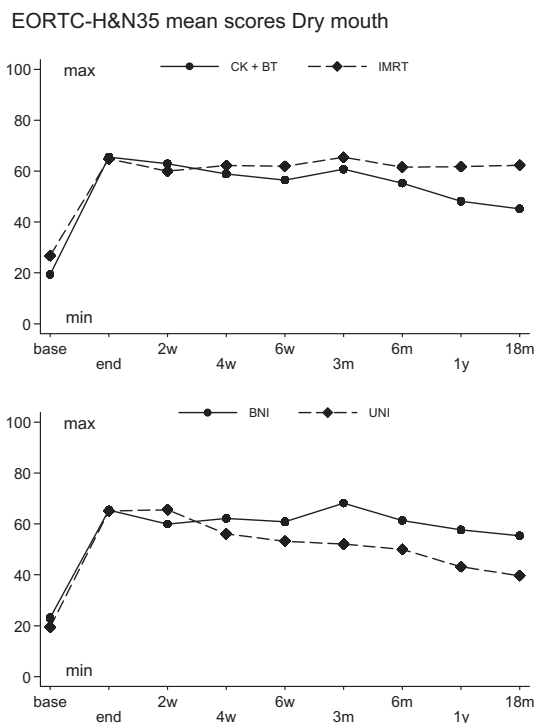 EORTC-H&N35 mean scores Dry mouth
100 max CK + BT IMRT
80
60
40
20
0 min
base 2w 6w 6m 18m
end 4w 3m 1y
100 max BNI UNI
80
60
40
20
0 min
base 2w 6w 6m 18m
end 4w 3m 1y